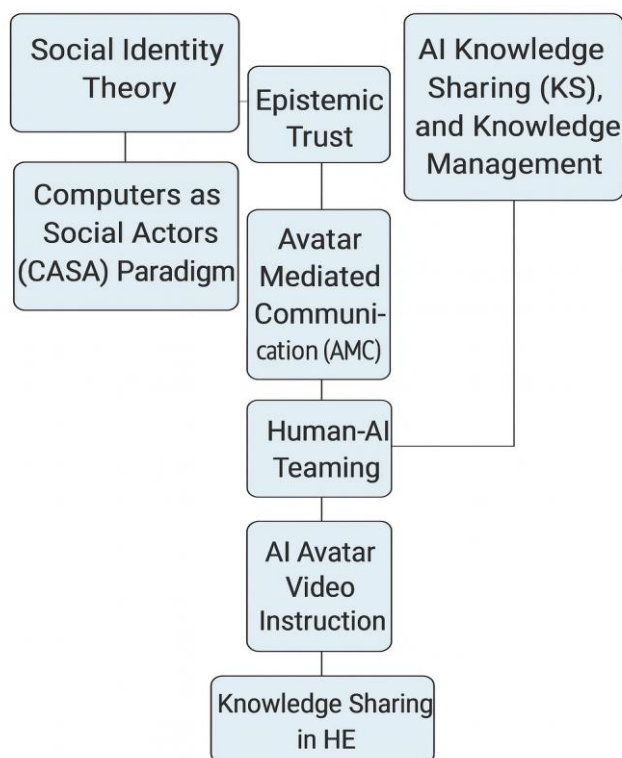 Social Identity
Theory
Epistemic
Trust
AI Knowledge
Sharing (KS),
and Knowledge
Management
Computers as
Social Actors
(CASA) Paradigm
Avatar
Mediated
Communi-
cation (AMC)
Human-AI
Teaming
AI Avatar
Video
Instruction
Knowledge Sharing
in HE